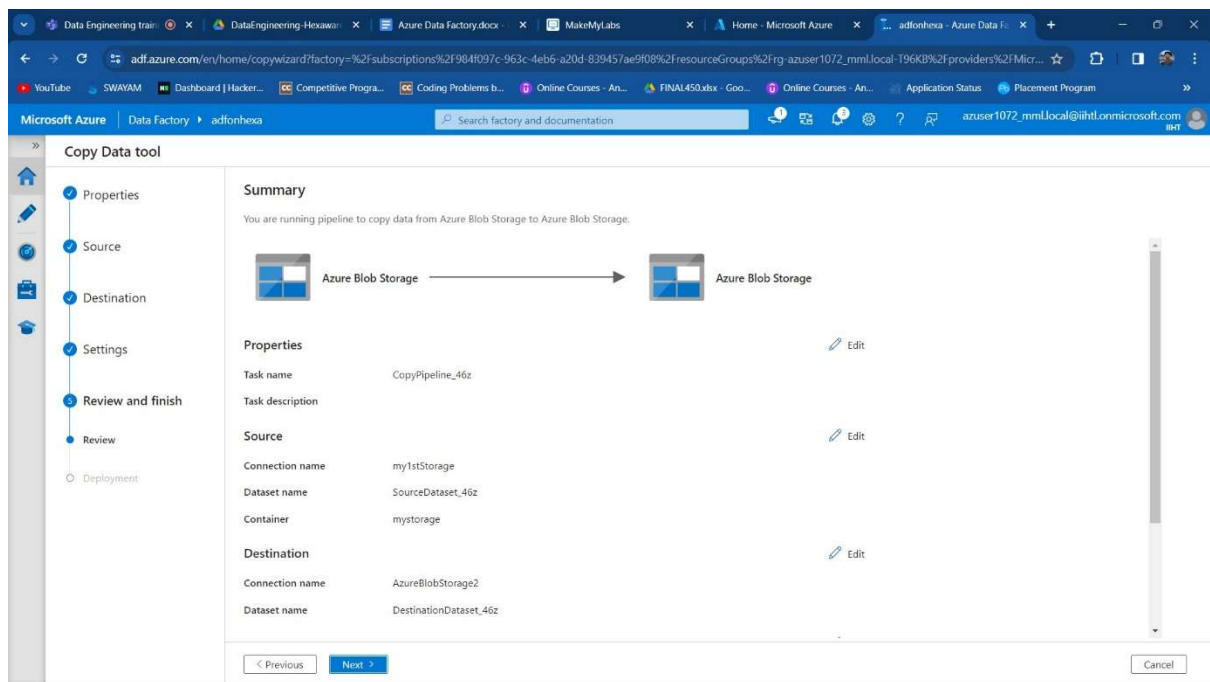 Data Engineering train
DataEngineering-Hexawar
Azure Data Factory.docx -
MakeMyLabs
Home - Microsoft Azure
adfonhexa - Azure Data Fa
adf.azure.com/en/home/copywizard?factory=%2Fsubscriptions%2F984f097c-963c-4eb6-a20d-839457ae9f08%2FresourceGroups%2Frg-azuser1072_mml.local-T96KB%2Fproviders%2FMicr...
YouTube
SWAYAM
Dashboard | Hacker...
Competitive Progra...
Coding Problems b...
Online Courses - An...
FINAL450.xlsx - Goo...
Online Courses - An...
Application Status
Placement Program
Microsoft Azure
Data Factory
adfonhexa
Search factory and documentation
azuser1072_mml.local@iihtl.onmicrosoft.com
IIHT
Copy Data tool
Properties
Source
Destination
Settings
5 Review and finish
Review
Deployment
Summary
You are running pipeline to copy data from Azure Blob Storage to Azure Blob Storage.
Azure Blob Storage
Azure Blob Storage
Properties Edit
Task name CopyPipeline_46z
Task description
Source Edit
Connection name my1stStorage
Dataset name SourceDataset_46z
Container mystorage
Destination Edit
Connection name AzureBlobStorage2
Dataset name DestinationDataset_46z
< Previous
Next >
Cancel